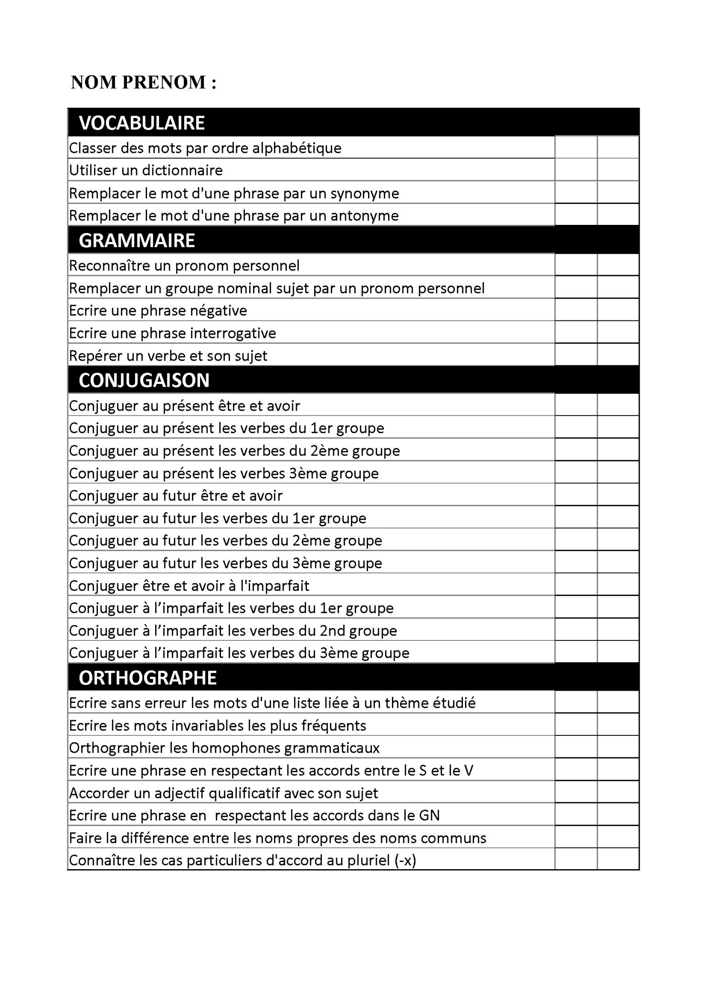 NOM PRENOM :
VOCABULAIRE
Classer des mots par ordre alphabétique
Utiliser un dictionnaire
Remplacer le mot d'une phrase par un synonyme
Remplacer le mot d'une phrase par un antonyme
GRAMMAIRE
Reconnaître un pronom personnel
Remplacer un groupe nominal sujet par un pronom personnel
Ecrire une phrase négative
Ecrire une phrase interrogative
Repérer un verbe et son sujet
CONJUGAISON
Conjuguer au présent être et avoir
Conjuguer au présent les verbes du 1er groupe
Conjuguer au présent les verbes du 2ème groupe
Conjuguer au présent les verbes 3ème groupe
Conjuguer au futur être et avoir
Conjuguer au futur les verbes du 1er groupe
Conjuguer au futur les verbes du 2ème groupe
Conjuguer au futur les verbes du 3ème groupe
Conjuguer être et avoir à l'imparfait
Conjuguer à l’imparfait les verbes du 1er groupe
Conjuguer à l’imparfait les verbes du 2nd groupe
Conjuguer à l’imparfait les verbes du 3ème groupe
ORTHOGRAPHE
Ecrire sans erreur les mots d'une liste liée à un thème étudié
Ecrire les mots invariables les plus fréquents
Orthographier les homophones grammaticaux
Ecrire une phrase en respectant les accords entre le S et le V
Accorder un adjectif qualificatif avec son sujet
Ecrire une phrase en  respectant les accords dans le GN
Faire la différence entre les noms propres des noms communs
Connaître les cas particuliers d'accord au pluriel (-x)